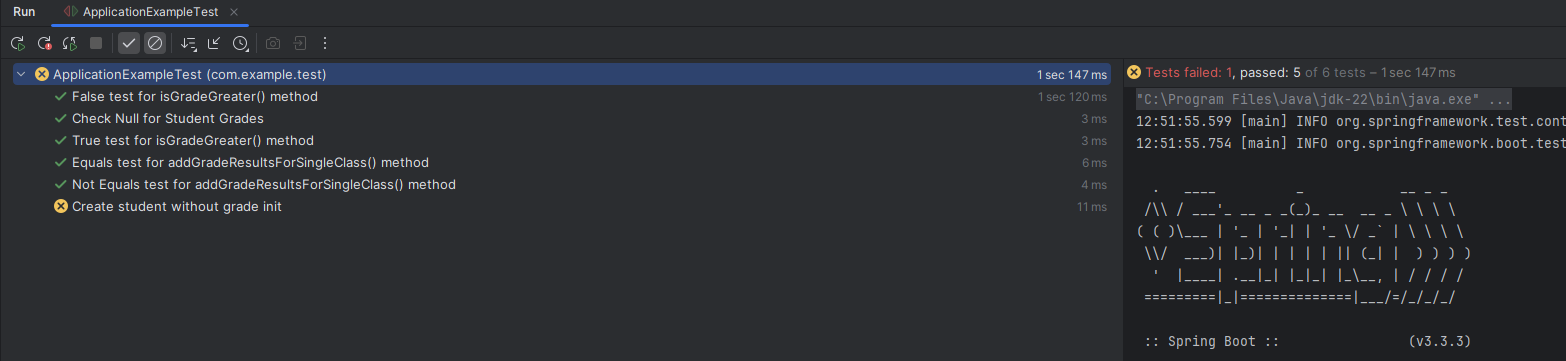 Run ApplicationExampleTest
ApplicationExampleTest (com.example.test) 1 sec 147 ms
False test for isGradeGreater() method 1 sec 120 ms
Check Null for Student Grades 3 ms
True test for isGradeGreater() method 3 ms
Equals test for addGradeResultsForSingleClass() method 6 ms
Not Equals test for addGradeResultsForSingleClass() method 4 ms
Create student without grade init 11 ms
Tests failed: 1, passed: 5 of 6 tests – 1 sec 147 ms
"C:\Program Files\Java\jdk-22\bin\java.exe" ...
12:51:55.599 [main] INFO org.springframework.test.cont
12:51:55.754 [main] INFO org.springframework.boot.test
  .   ____          _            __ _ _
 /\\ / ___'_ __ _ _(_)_ __  __ _ \ \ \ \
( ( )\___ | '_ | '_| | '_ \/ _` | \ \ \ \
 \\/  ___)| |_)| | | | | || (_| |  ) ) ) )
  '  |____| .__|_| |_|_| |_\__, | / / / /
 =========|_|==============|___/=/_/_/_/
 :: Spring Boot ::                (v3.3.3)